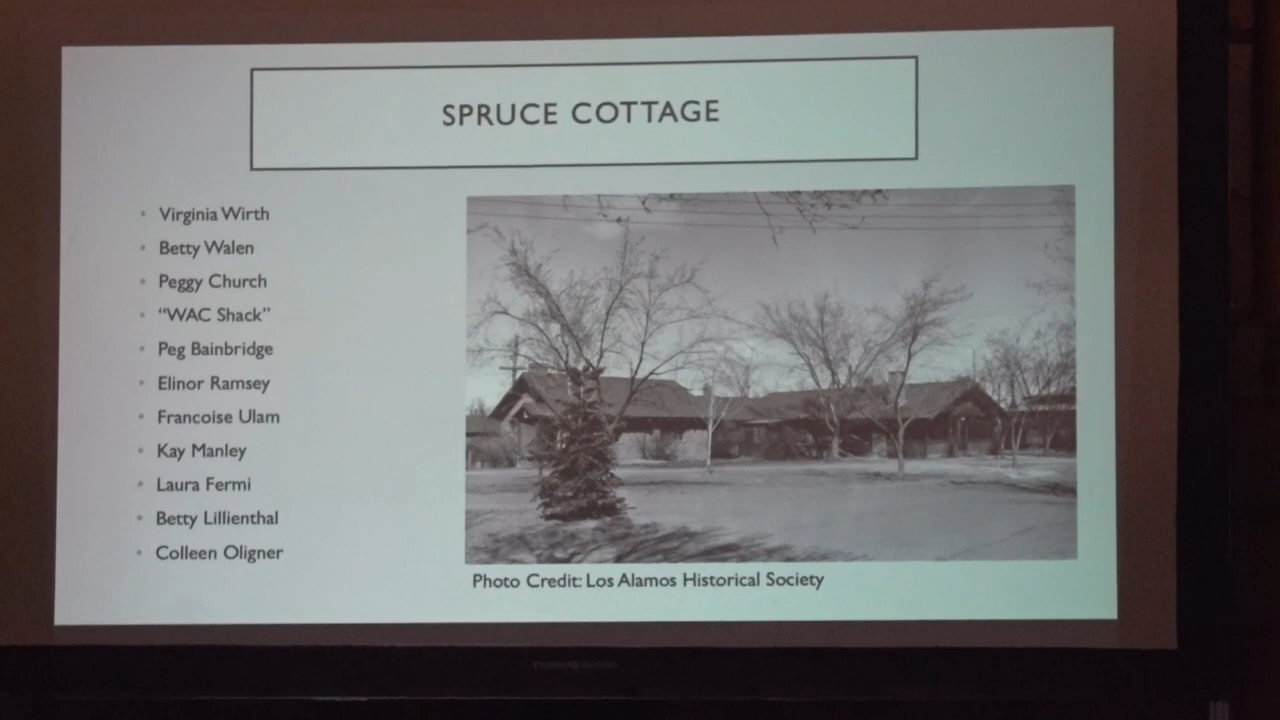 SPRUCE COTTAGE
Virginia Wirth
Betty Walen
Peggy Church
"WAC Shack"
Peg Bainbridge
Elinor Ramsey
Francoise Ulam
Kay Manley
Laura Fermi
Betty Lillienthal
Colleen Oligner
Photo Credit: Los Alamos Historical Society